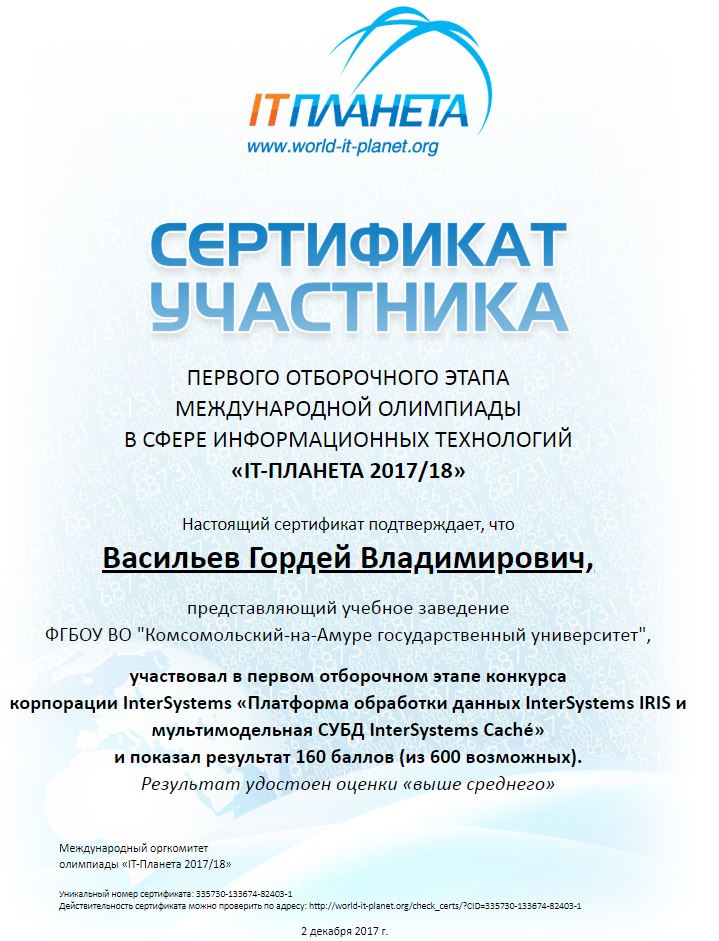 ITПЛАНЕТА
www.world-it-planet.org
СЕРТИФИКАТ
УЧАСТНИКА
ПЕРВОГО ОТБОРОЧНОГО ЭТАПА
МЕЖДУНАРОДНОЙ ОЛИМПИАДЫ
В СФЕРЕ ИНФОРМАЦИОННЫХ ТЕХНОЛОГИЙ
«IT-ПЛАНЕТА 2017/18»
Настоящий сертификат подтверждает, что
Васильев Гордей Владимирович,
представляющий учебное заведение
ФГБОУ ВО "Комсомольский-на-Амуре государственный университет",
участвовал в первом отборочном этапе конкурса
корпорации InterSystems «Платформа обработки данных InterSystems IRIS и
мультимодельная СУБД InterSystems Caché»
и показал результат 160 баллов (из 600 возможных).
Результат удостоен оценки «выше среднего»
Международный оргкомитет
олимпиады «IT-Планета 2017/18»
Уникальный номер сертификата: 335730-133674-82403-1
Действительность сертификата можно проверить по адресу: http://world-it-planet.org/check_certs/?CID=335730-133674-82403-1
2 декабря 2017 г.